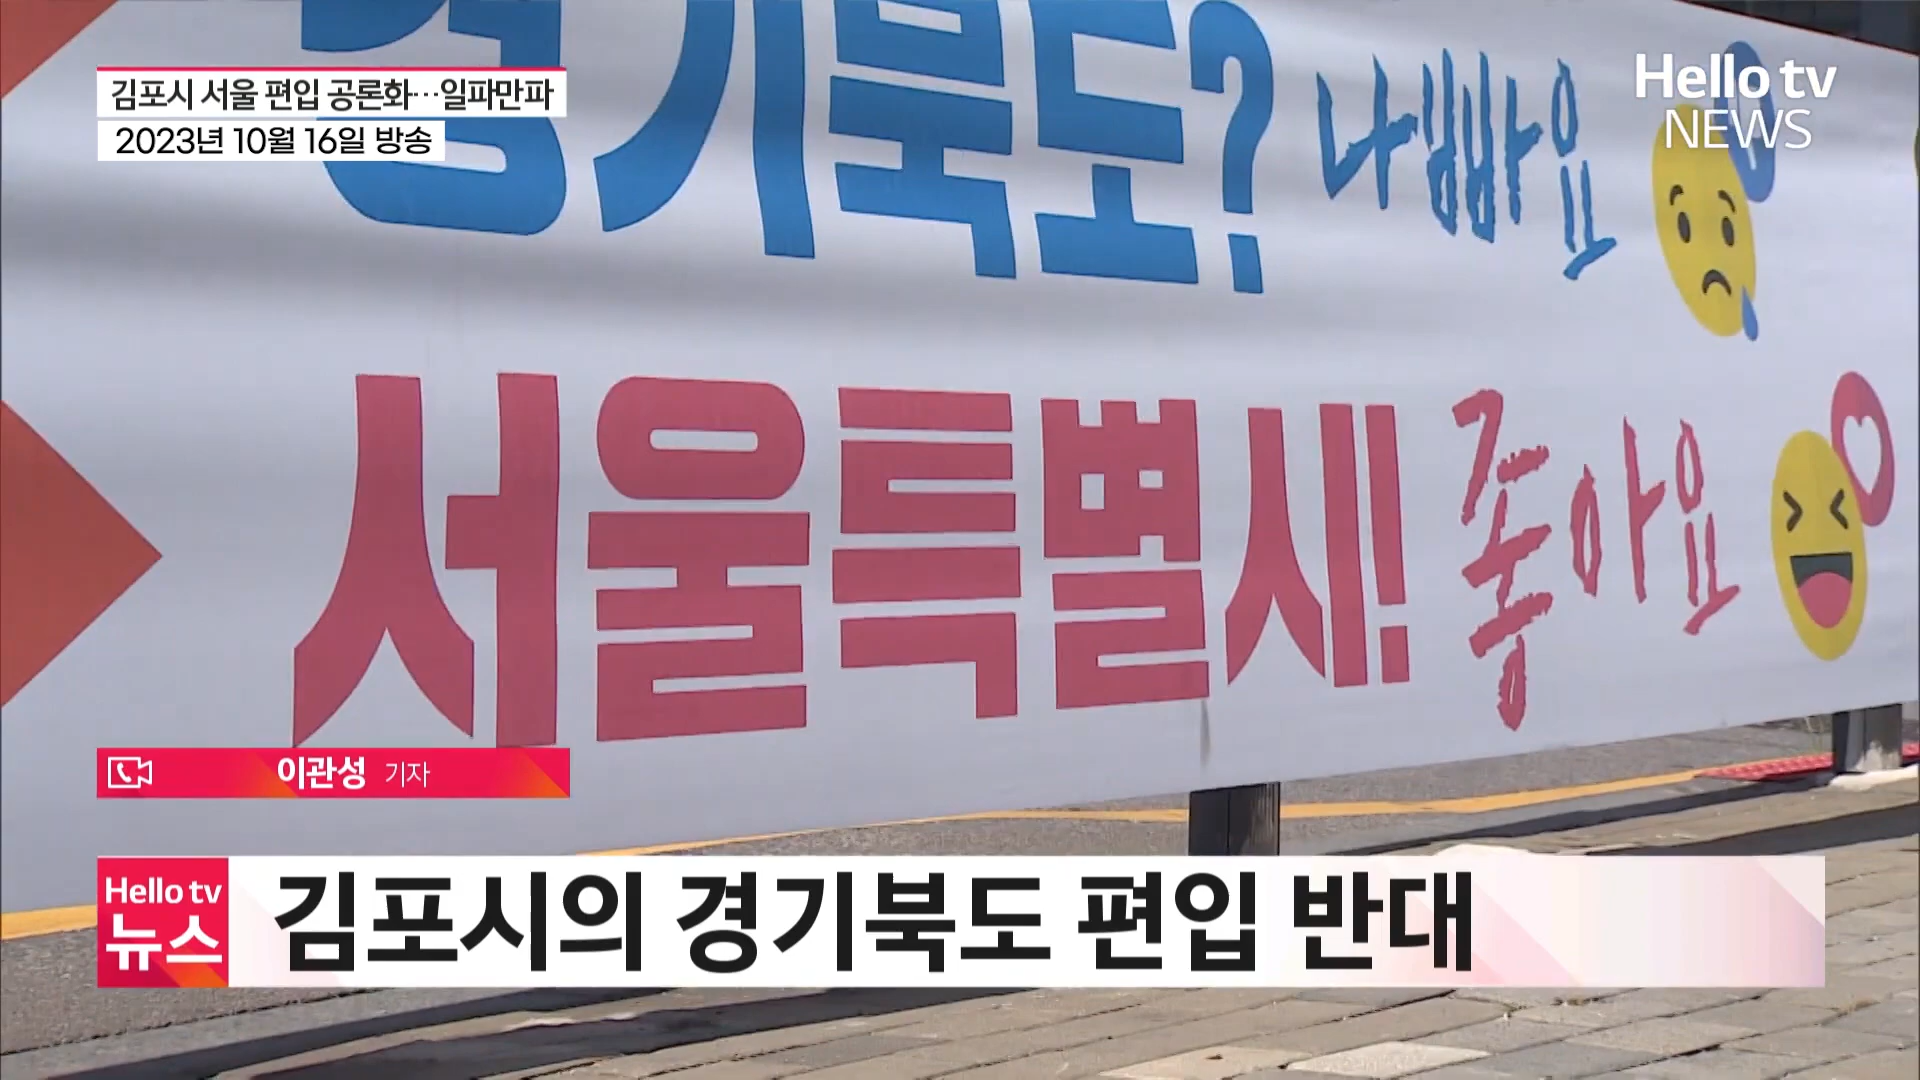 김포시 서울 편입 공론화…일파만파
2023년 10월 16일 방송
Hello tv
NEWS
경기북도? 나빠요
서울특별시! 좋아요
이관성 기자
Hello tv
뉴스
김포시의 경기북도 편입 반대